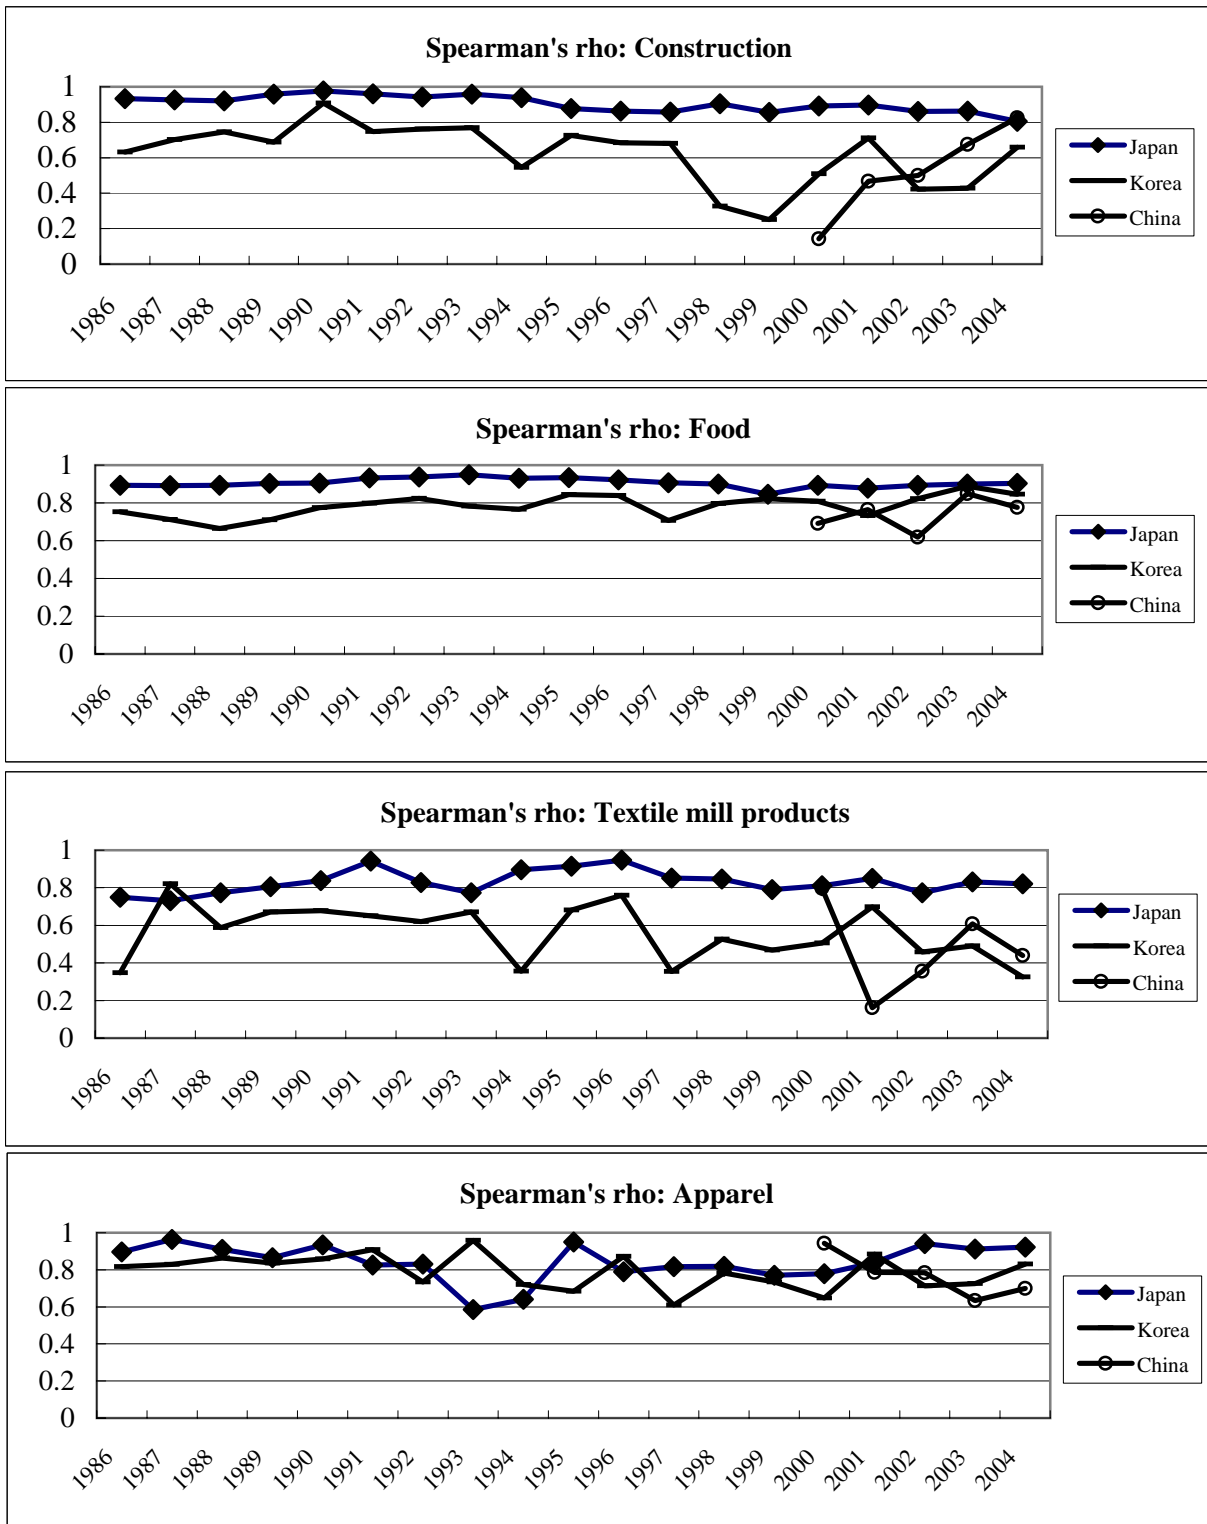 Spearman's rho: Construction
1
0.8
0.6
0.4
0.2
0
1986 1987 1988 1989 1990 1991 1992 1993 1994 1995 1996 1997 1998 1999 2000 2001 2002 2003 2004
Japan
Korea
China
Spearman's rho: Food
1
0.8
0.6
0.4
0.2
0
1986 1987 1988 1989 1990 1991 1992 1993 1994 1995 1996 1997 1998 1999 2000 2001 2002 2003 2004
Japan
Korea
China
Spearman's rho: Textile mill products
1
0.8
0.6
0.4
0.2
0
1986 1987 1988 1989 1990 1991 1992 1993 1994 1995 1996 1997 1998 1999 2000 2001 2002 2003 2004
Japan
Korea
China
Spearman's rho: Apparel
1
0.8
0.6
0.4
0.2
0
1986 1987 1988 1989 1990 1991 1992 1993 1994 1995 1996 1997 1998 1999 2000 2001 2002 2003 2004
Japan
Korea
China